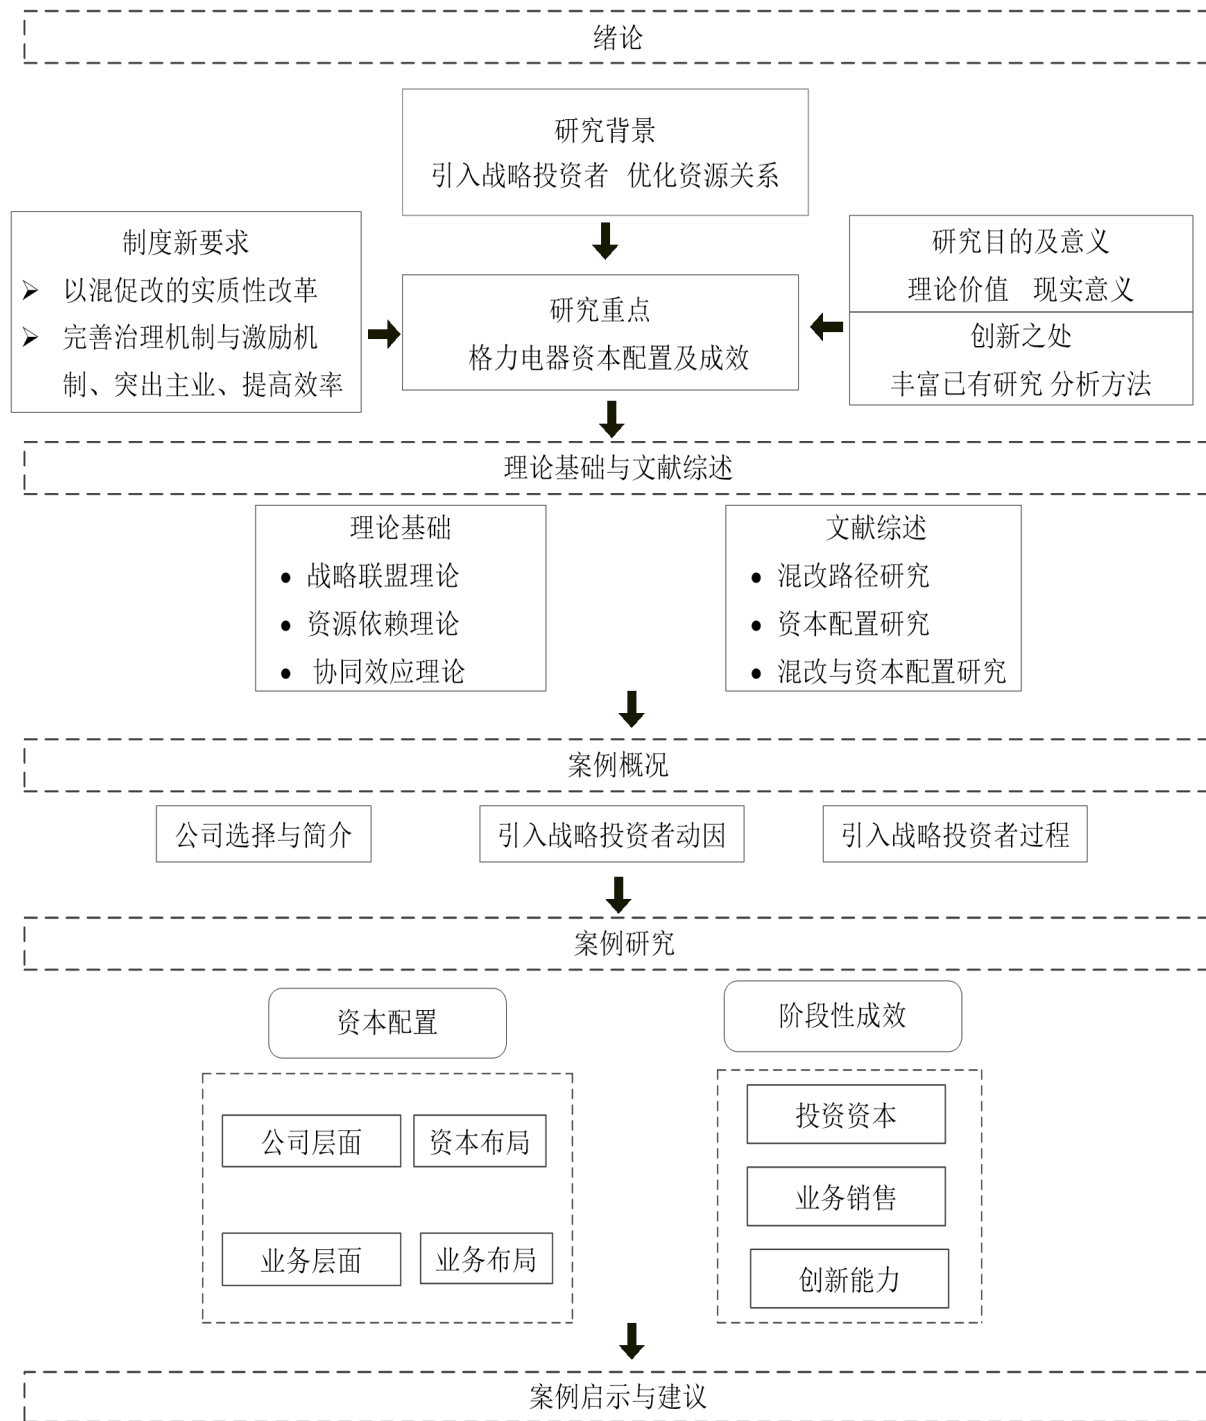 绪论
研究背景
引入战略投资者 优化资源关系
制度新要求
➢ 以混促改的实质性改革
➢ 完善治理机制与激励机
制、突出主业、提高效率
研究重点
格力电器资本配置及成效
研究目的及意义
理论价值 现实意义
创新之处
丰富已有研究 分析方法
理论基础与文献综述
理论基础
• 战略联盟理论
• 资源依赖理论
• 协同效应理论
文献综述
• 混改路径研究
• 资本配置研究
• 混改与资本配置研究
案例概况
公司选择与简介
引入战略投资者动因
引入战略投资者过程
案例研究
资本配置
公司层面
资本布局
业务层面
业务布局
阶段性成效
投资资本
业务销售
创新能力
案例启示与建议